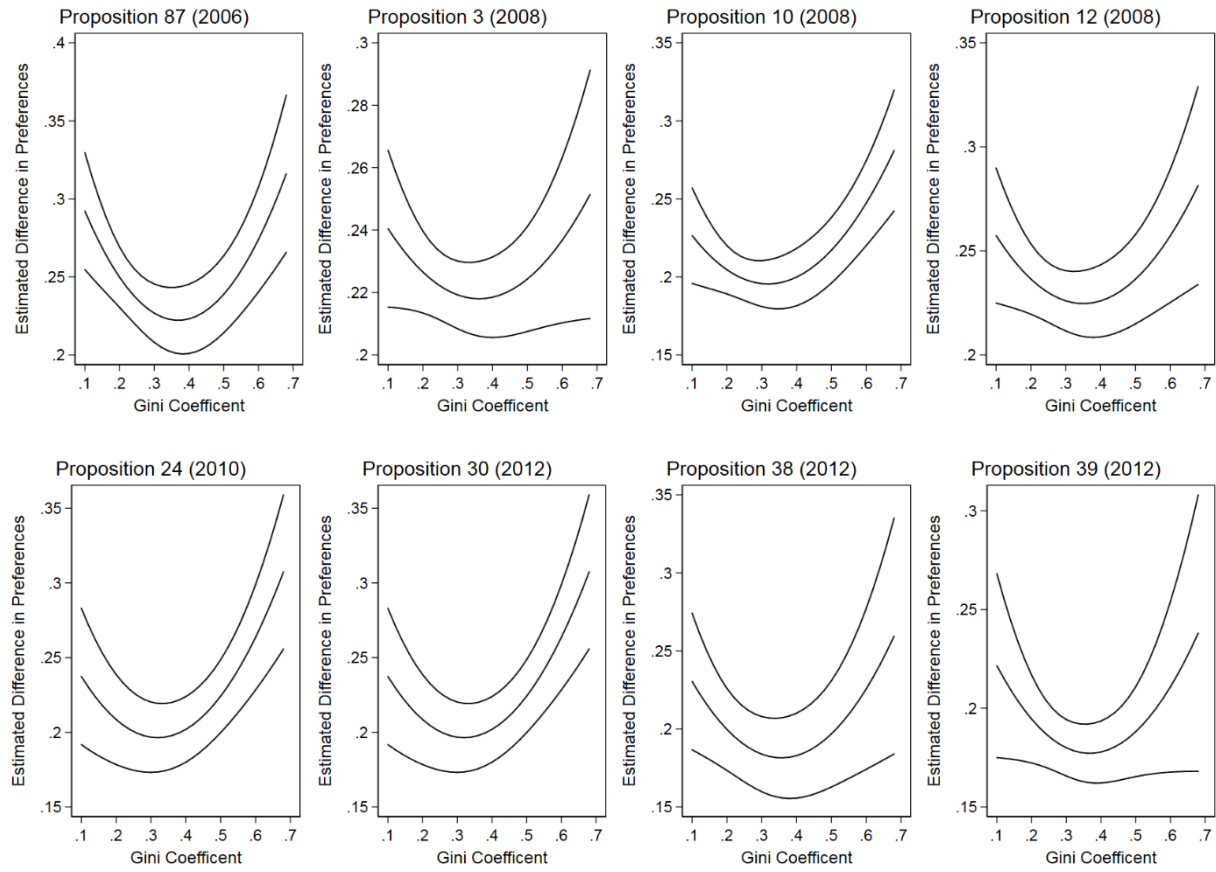 Proposition 87 (2006)
Estimated Difference in Preferences
.4
.35
.3
.25
.2
.1 .2 .3 .4 .5 .6 .7
Gini Coefficent
Proposition 3 (2008)
Estimated Difference in Preferences
.3
.28
.26
.24
.22
.2
.1 .2 .3 .4 .5 .6 .7
Gini Coefficent
Proposition 10 (2008)
Estimated Difference in Preferences
.35
.3
.25
.2
.15
.1 .2 .3 .4 .5 .6 .7
Gini Coefficent
Proposition 12 (2008)
Estimated Difference in Preferences
.35
.3
.25
.2
.1 .2 .3 .4 .5 .6 .7
Gini Coefficent
Proposition 24 (2010)
Estimated Difference in Preferences
.35
.3
.25
.2
.15
.1 .2 .3 .4 .5 .6 .7
Gini Coefficent
Proposition 30 (2012)
Estimated Difference in Preferences
.35
.3
.25
.2
.15
.1 .2 .3 .4 .5 .6 .7
Gini Coefficent
Proposition 38 (2012)
Estimated Difference in Preferences
.35
.3
.25
.2
.15
.1 .2 .3 .4 .5 .6 .7
Gini Coefficent
Proposition 39 (2012)
Estimated Difference in Preferences
.3
.25
.2
.15
.1 .2 .3 .4 .5 .6 .7
Gini Coefficent